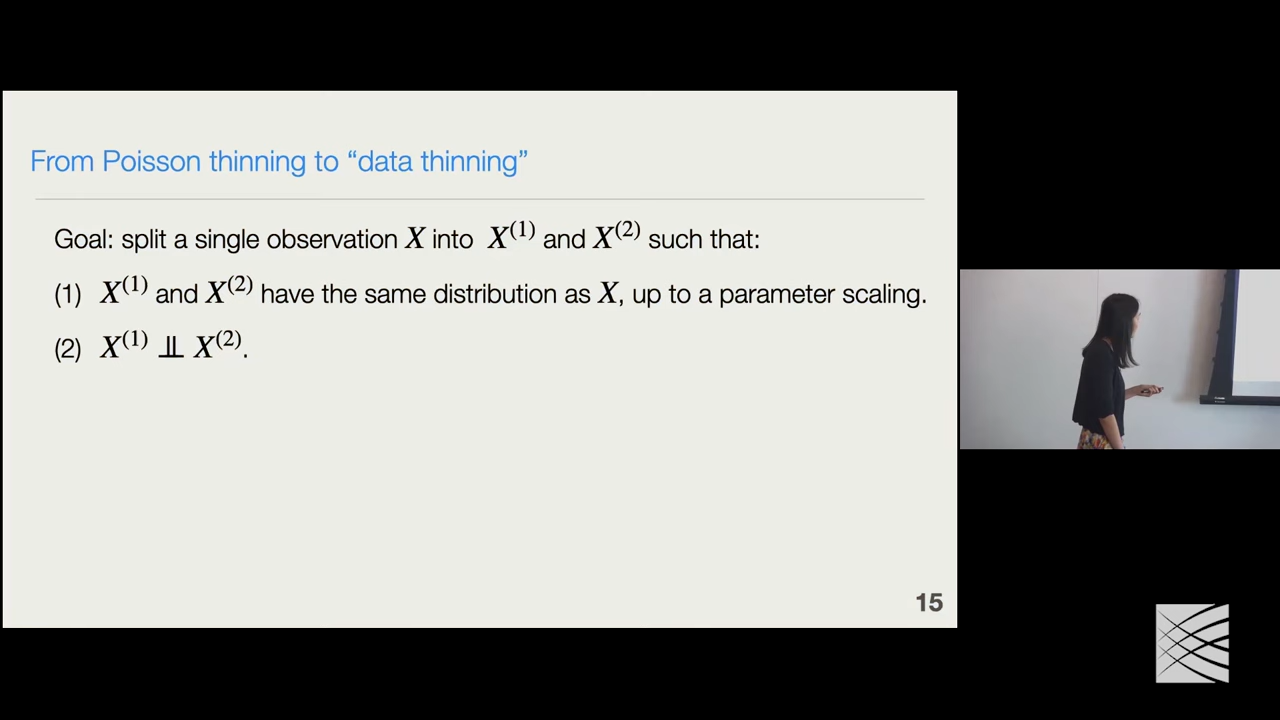 From Poisson thinning to “data thinning”
Goal: split a single observation X into X⁽¹⁾ and X⁽²⁾ such that:
(1) X⁽¹⁾ and X⁽²⁾ have the same distribution as X, up to a parameter scaling.
(2) X⁽¹⁾ ⫫ X⁽²⁾.
15